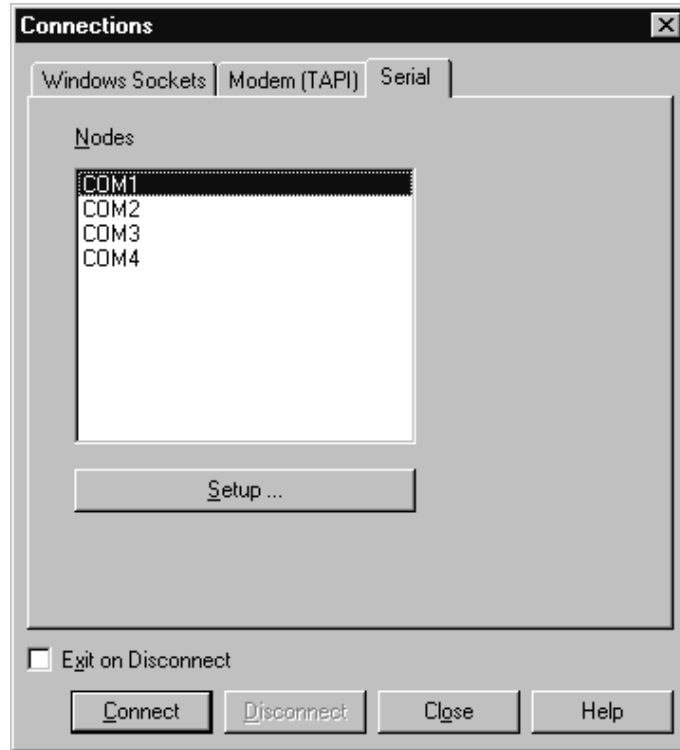 Connections
Windows Sockets Modem (TAPI) Serial
Nodes
COM1
COM2
COM3
COM4
Setup ...
Exit on Disconnect
Connect Disconnect Close Help